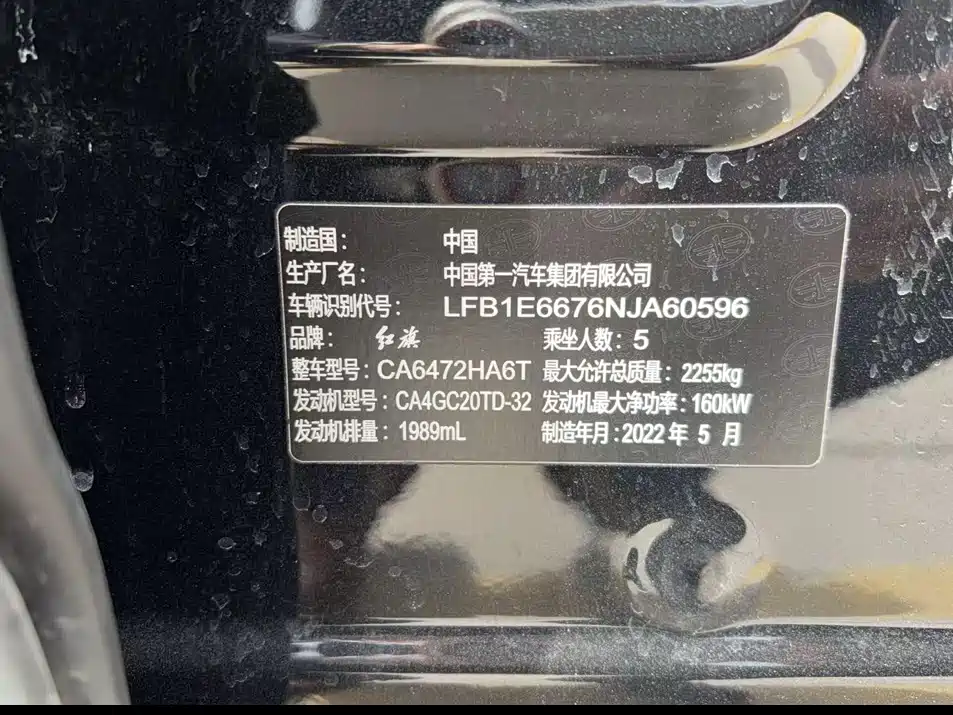 制造国： 中国
生产厂名： 中国第一汽车集团有限公司
车辆识别代号： LFB1E6676NJA60596
品牌： 红旗 乘坐人数：5
整车型号：CA6472HA6T 最大允许总质量：2255kg
发动机型号：CA4GC20TD-32 发动机最大净功率：160kW
发动机排量：1989mL 制造年月：2022 年 5 月